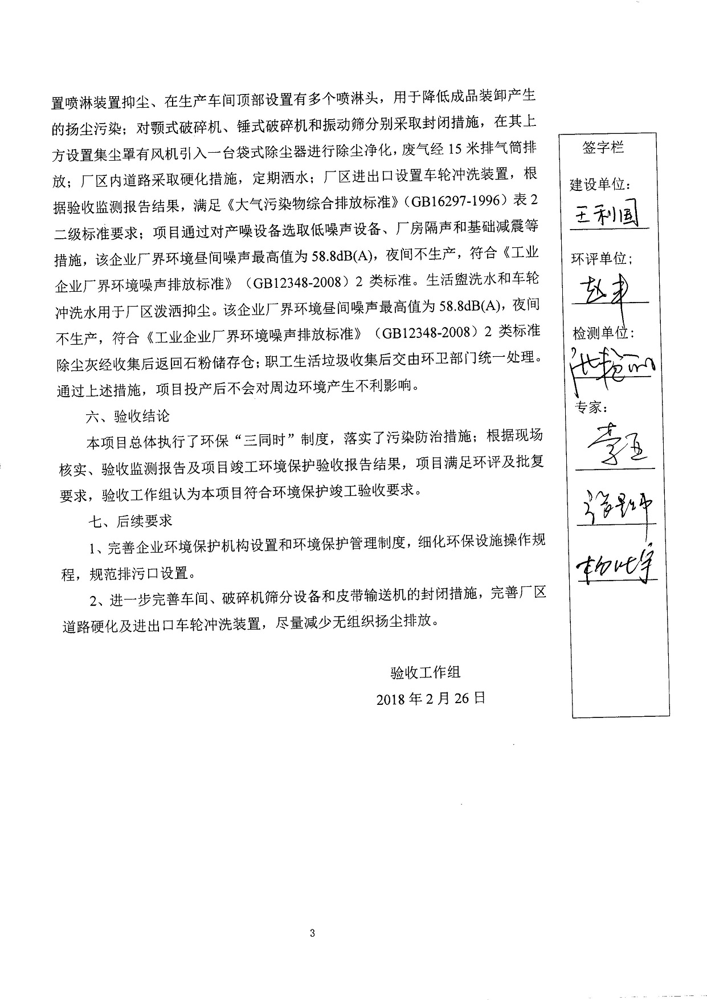 置喷淋装置抑尘、在生产车间顶部设置有多个喷淋头，用于降低成品装卸产生
的扬尘污染；对颚式破碎机、锤式破碎机和振动筛分别采取封闭措施，在其上
方设置集尘罩有风机引入一台袋式除尘器进行除尘净化，废气经 15 米排气筒排
放；厂区内道路采取硬化措施，定期洒水；厂区进出口设置车轮冲洗装置，根
据验收监测报告结果，满足《大气污染物综合排放标准》（GB16297-1996）表 2
二级标准要求；项目通过对产噪设备选取低噪声设备、厂房隔声和基础减震等
措施，该企业厂界环境昼间噪声最高值为 58.8dB(A)，夜间不生产，符合《工业
企业厂界环境噪声排放标准》（GB12348-2008）2 类标准。生活盥洗水和车轮
冲洗水用于厂区泼洒抑尘。该企业厂界环境昼间噪声最高值为 58.8dB(A)，夜间
不生产，符合《工业企业厂界环境噪声排放标准》（GB12348-2008）2 类标准
除尘灰经收集后返回石粉储存仓；职工生活垃圾收集后交由环卫部门统一处理。
通过上述措施，项目投产后不会对周边环境产生不利影响。
六、验收结论
本项目总体执行了环保“三同时”制度，落实了污染防治措施；根据现场
核实、验收监测报告及项目竣工环境保护验收报告结果，项目满足环评及批复
要求，验收工作组认为本项目符合环境保护竣工验收要求。
七、后续要求
1、完善企业环境保护机构设置和环境保护管理制度，细化环保设施操作规
程，规范排污口设置。
2、进一步完善车间、破碎机筛分设备和皮带输送机的封闭措施，完善厂区
道路硬化及进出口车轮冲洗装置，尽量减少无组织扬尘排放。
验收工作组
2018 年 2 月 26 日
签字栏
建设单位：
王利国
环评单位；
检测单位：
专家：
3